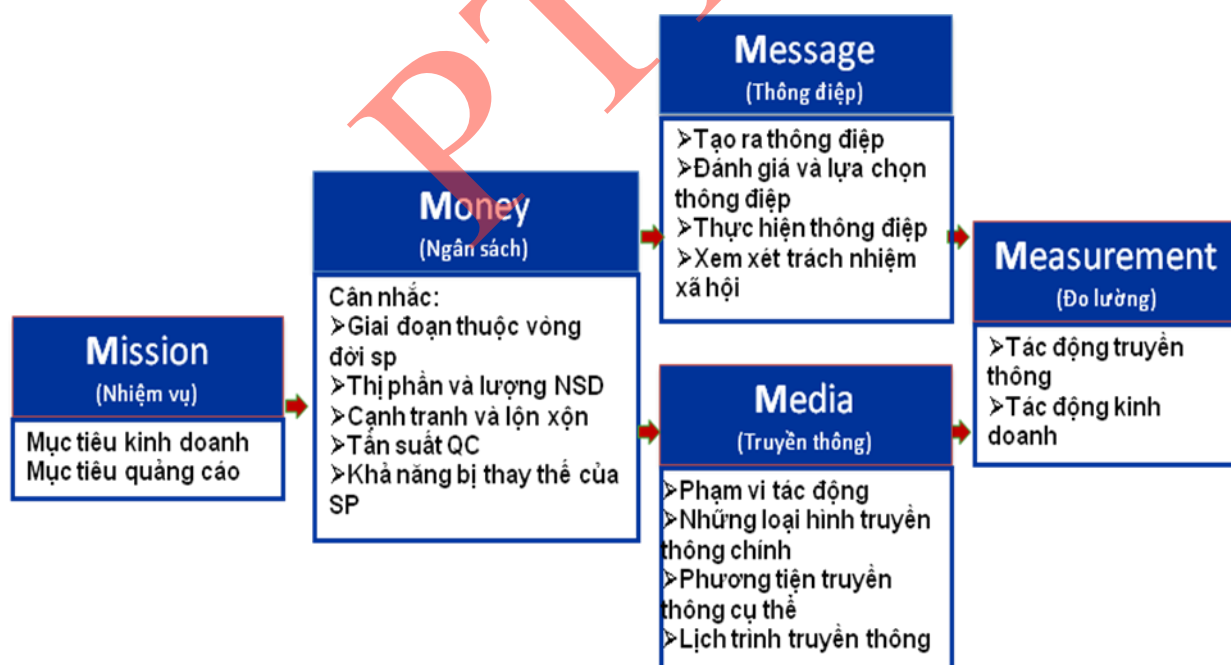 Mission
(Nhiệm vụ)
Mục tiêu kinh doanh
Mục tiêu quảng cáo
Money
(Ngân sách)
Cân nhắc:
➢Giai đoạn thuộc vòng
đời sp
➢Thị phần và lượng NSD
➢Cạnh tranh và lộn xộn
➢Tần suất QC
➢Khả năng bị thay thế của
SP
Message
(Thông điệp)
➢Tạo ra thông điệp
➢Đánh giá và lựa chọn
thông điệp
➢Thực hiện thông điệp
➢Xem xét trách nhiệm
xã hội
Media
(Truyền thông)
➢Phạm vi tác động
➢Những loại hình truyền
thông chính
➢Phương tiện truyền
thông cụ thể
➢Lịch trình truyền thông
Measurement
(Đo lường)
➢Tác động truyền
thông
➢Tác động kinh
doanh
PT